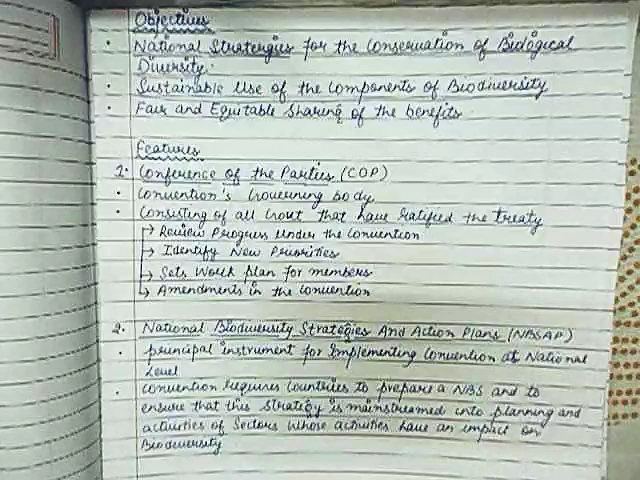 Objectives
• National Strategies for the Conservation of Biological
Diversity.
• Sustainable Use of the Components of Biodiversity
• Fair and Equitable Sharing of the benefits
Features
1. Conference of the Parties (COP)
• Convention's Governing body
• Consisting of all Govt that have ratified the treaty
→ Review Progress Under the Convention
→ Identify New Priorities
→ Sets Work plan for members
→ Amendments in the Convention
2. National Biodiversity Strategies And Action Plans (NBSAP)
• principal instrument for Implementing Convention at National
Level
• Convention requires Countries to prepare a NBS and to
ensure that this Strategy is mainstreamed into planning and
activities of Sectors whose activities have an impact on
Biodiversity